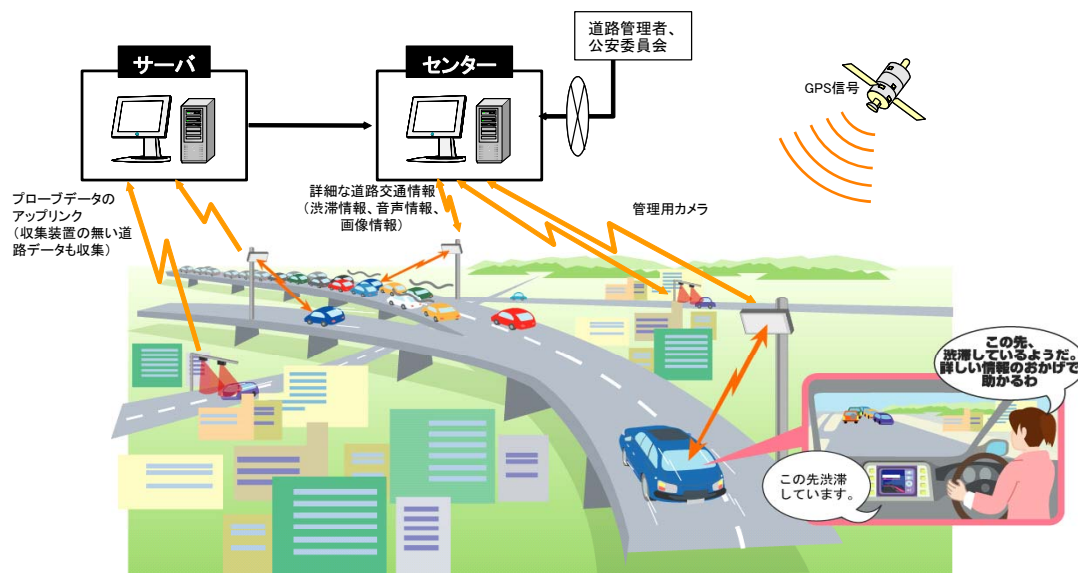 道路管理者、
公安委員会
サーバ
センター
GPS信号
プローブデータの
アップリンク
（収集装置の無い道
路データも収集）
詳細な道路交通情報
（渋滞情報、音声情報、
画像情報）
管理用カメラ
この先、
渋滞しているようだ。
詳しい情報のおかげで
助かるわ
この先渋滞
しています。